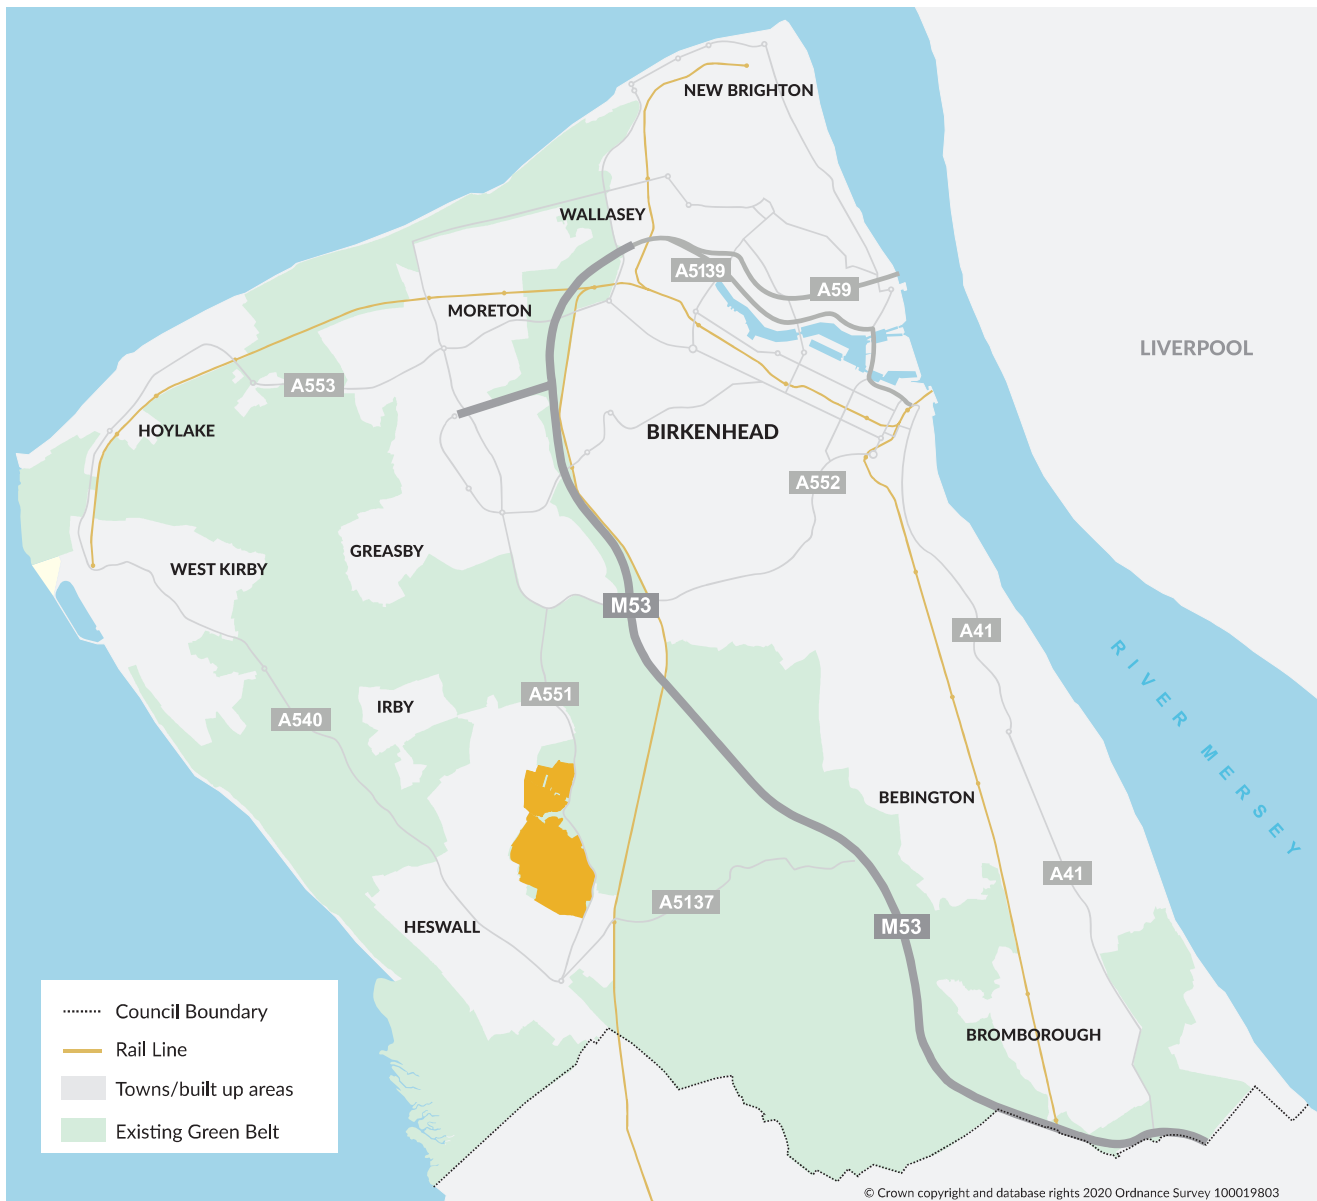 NEW BRIGHTON
WALLASEY
A5139
A59
MORETON
LIVERPOOL
A553
HOYLAKE
BIRKENHEAD
A552
GREASBY
WEST KIRBY
M53
A41
RIVER MERSEY
A551
IRBY
A540
BEBINGTON
A41
A5137
HESWALL
M53
BROMBOROUGH
Council Boundary
Rail Line
Towns/built up areas
Existing Green Belt
© Crown copyright and database rights 2020 Ordnance Survey 100019803